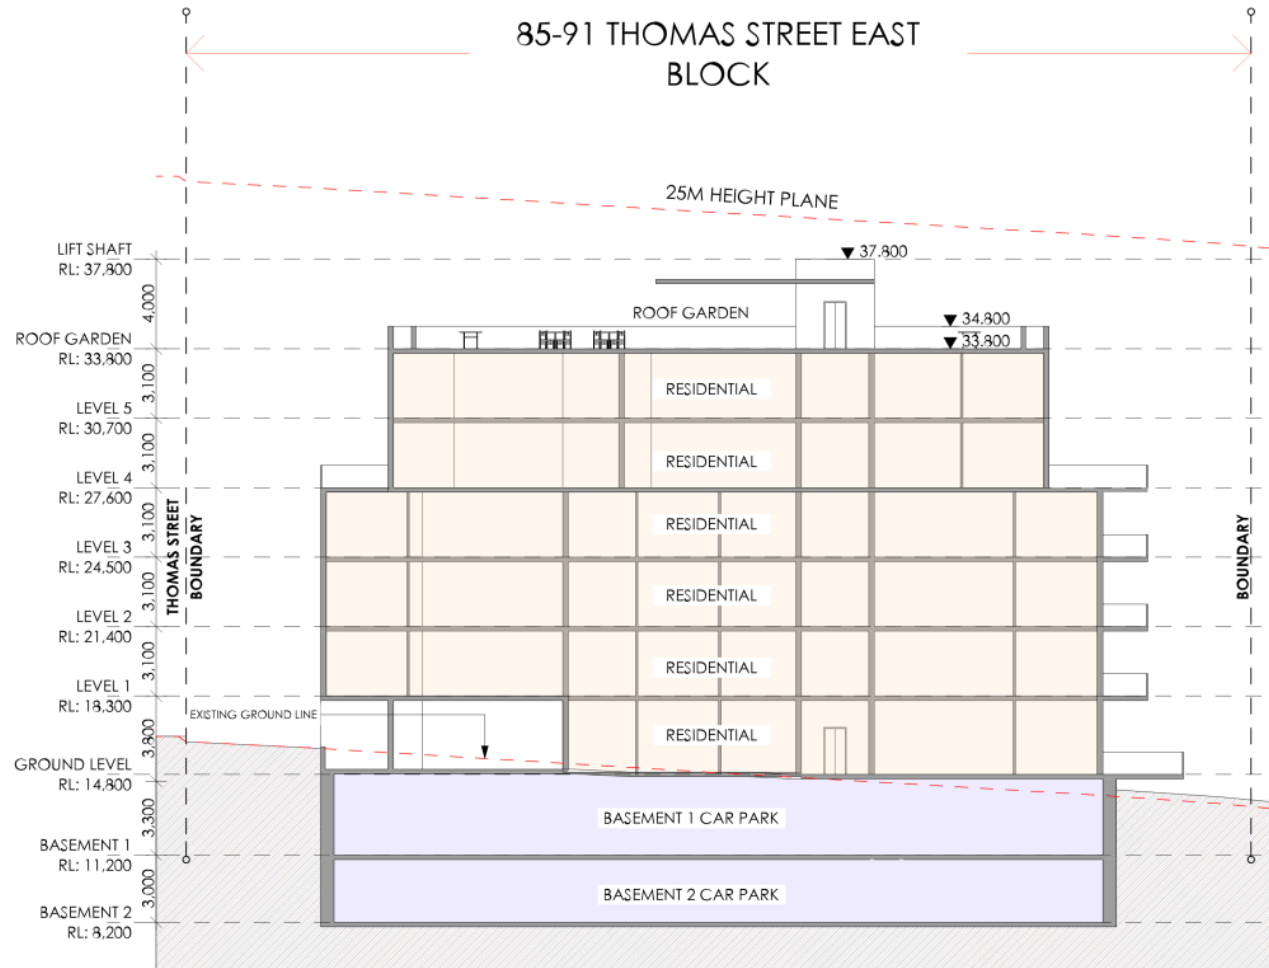 85-91 THOMAS STREET EAST
BLOCK
25M HEIGHT PLANE
LIFT SHAFT
RL: 37,800
37.800
4,000
ROOF GARDEN
34.800
ROOF GARDEN
RL: 33,800
33.800
3,100
RESIDENTIAL
LEVEL 5
RL: 30,700
3,100
RESIDENTIAL
LEVEL 4
RL: 27,600
THOMAS STREET
BOUNDARY
BOUNDARY
3,100
RESIDENTIAL
LEVEL 3
RL: 24,500
3,100
RESIDENTIAL
LEVEL 2
RL: 21,400
3,100
RESIDENTIAL
LEVEL 1
RL: 18,300
EXISTING GROUND LINE
3,800
RESIDENTIAL
GROUND LEVEL
RL: 14,800
3,300
BASEMENT 1 CAR PARK
BASEMENT 1
RL: 11,200
3,000
BASEMENT 2 CAR PARK
BASEMENT 2
RL: 8,200